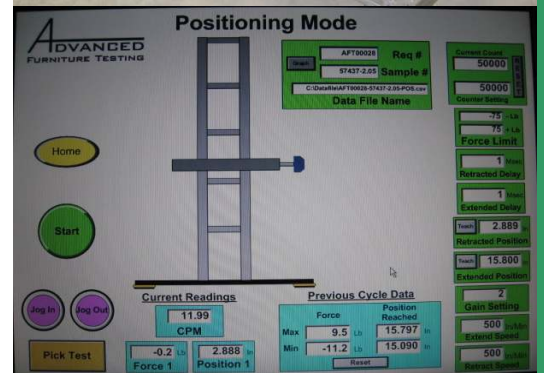 Positioning Mode
ADVANCED
FURNITURE TESTING
AFT90026 Req #
57437-2.05 Sample #
C:\Datafile\AFT90026-57437-2.05-POS.csv
Data File Name
Current Count
50000
50000
Counter Setting
-75 - Lb
75 + Lb
Force Limit
1 Msec
Retracted Delay
1 Msec
Extended Delay
Teach 2.889 in
Retracted Position
Teach 15.800 in
Extended Position
2
Gain Setting
500 In/Min
Extend Speed
500 In/Min
Retract Speed
Home
Start
Jog In
Jog Out
Pick Test
Current Readings
11.99
CPM
-0.2 Lb
Force 1
2.888 in
Position 1
Previous Cycle Data
Force Position Reached
Max 9.5 Lb 15.797 in
Min -11.2 Lb 15.090 in
Reset